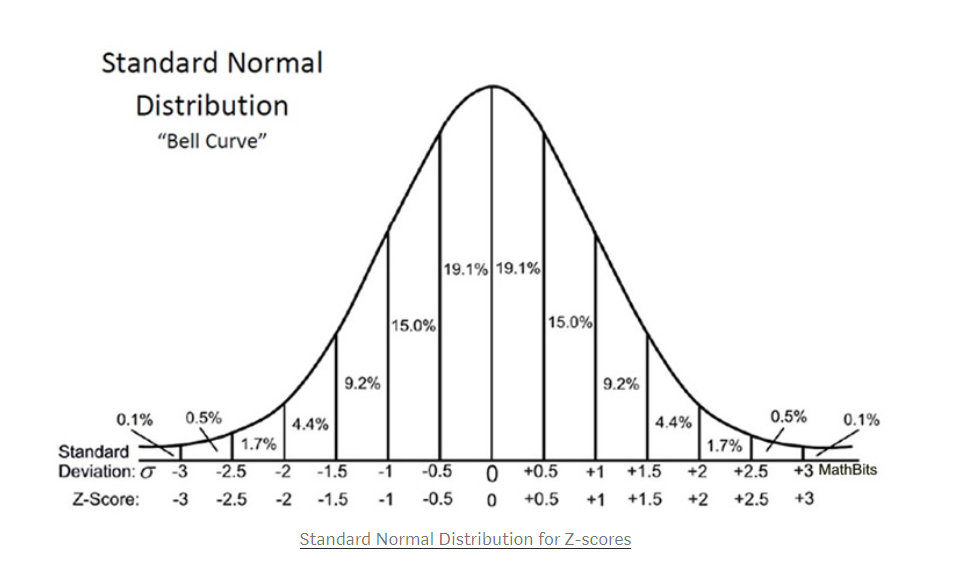 Standard Normal
Distribution
“Bell Curve”
19.1% 19.1%
15.0% 15.0%
9.2% 9.2%
0.1% 0.5% 4.4% 1.7% 4.4% 1.7% 0.5% 0.1%
Standard
Deviation: σ -3 -2.5 -2 -1.5 -1 -0.5 0 +0.5 +1 +1.5 +2 +2.5 +3 MathBits
Z-Score: -3 -2.5 -2 -1.5 -1 -0.5 0 +0.5 +1 +1.5 +2 +2.5 +3
Standard Normal Distribution for Z-scores